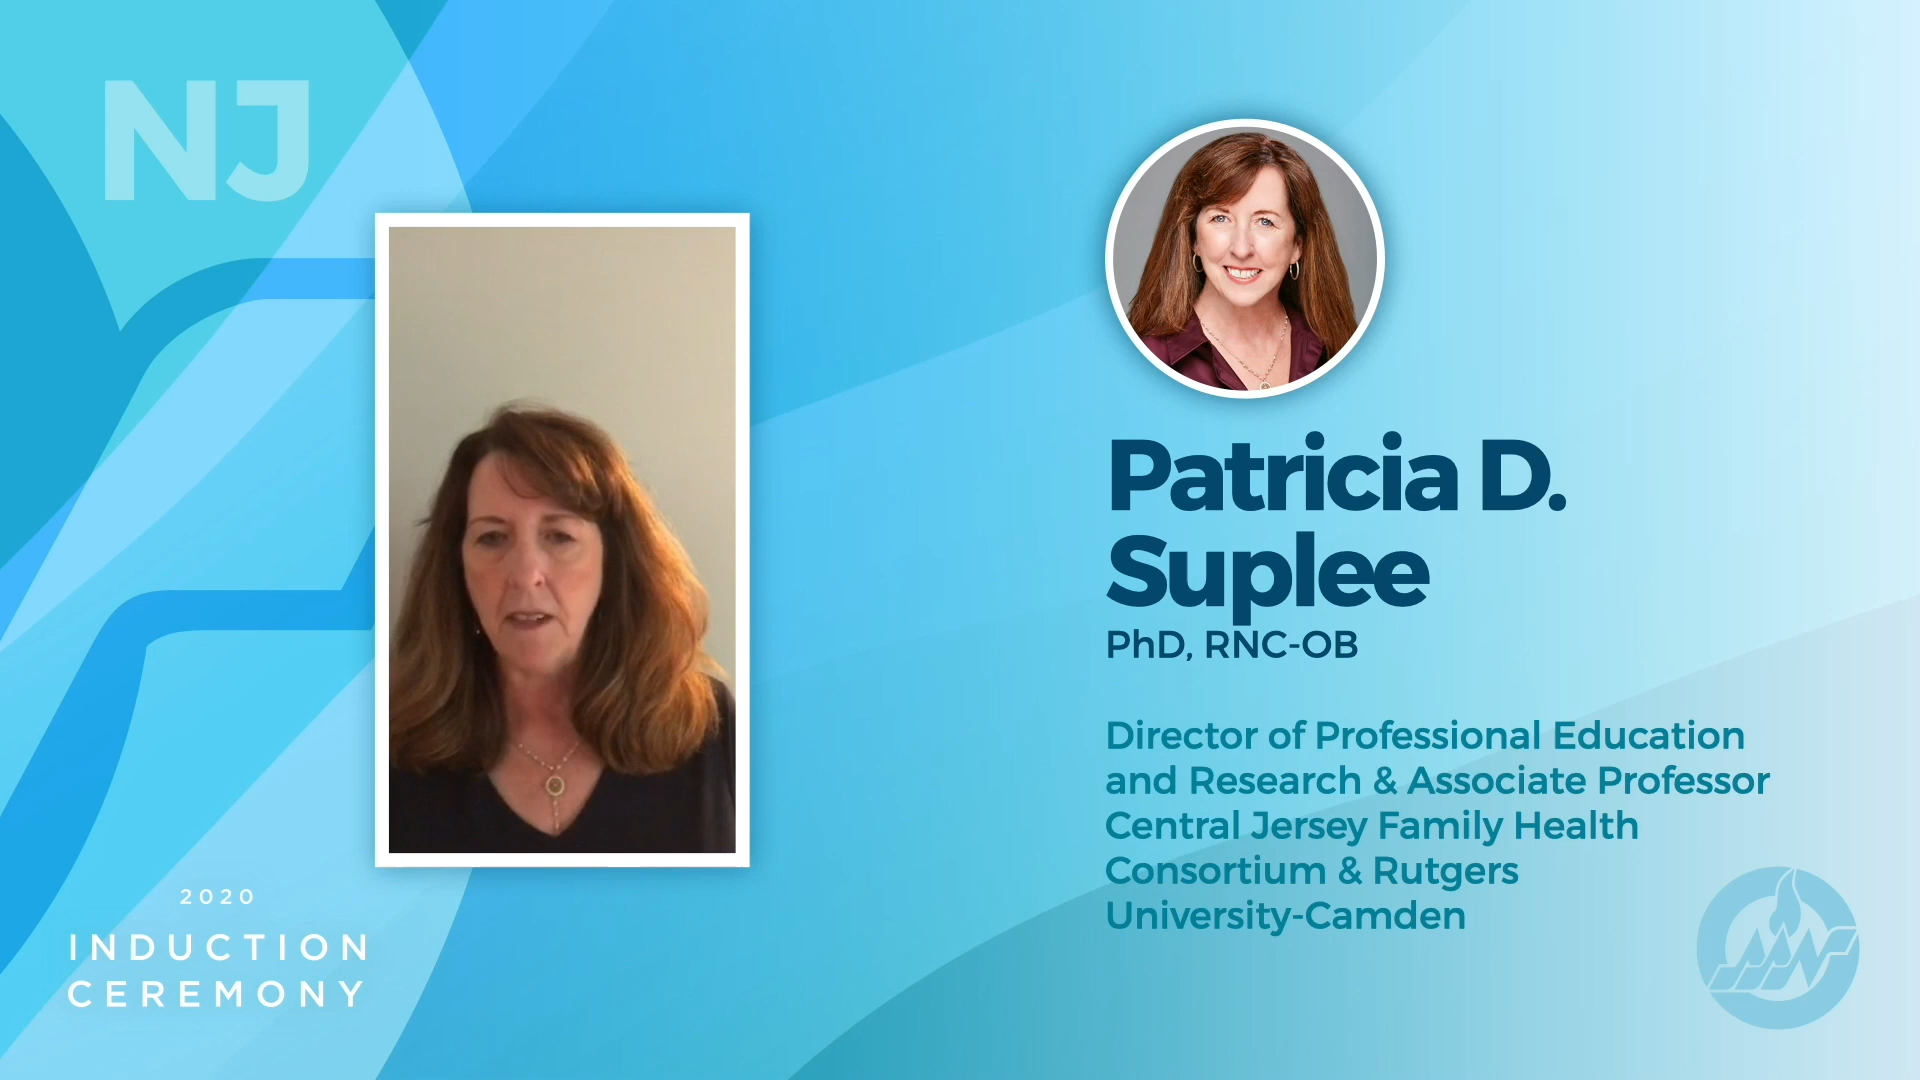 NJ
Patricia D.
Suplee
PhD, RNC-OB
Director of Professional Education
and Research & Associate Professor
Central Jersey Family Health
Consortium & Rutgers
University-Camden
2020
INDUCTION
CEREMONY